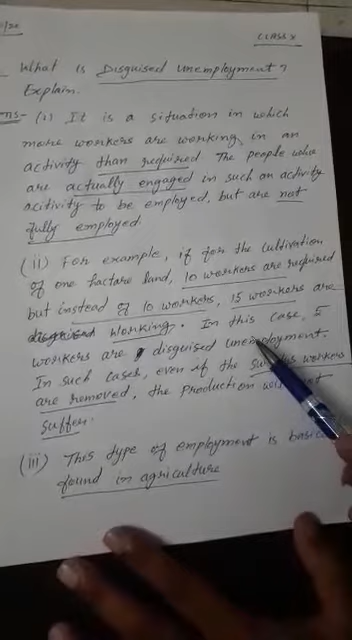 CLASS X
What is Disguised Unemployment?
Explain.
Ans- (i) It is a situation in which
more workers are working in an
activity than required The people who
are actually engaged in such an activity
acitivity to be employed, but are not
fully employed.
(ii) For example, if for the cultivation
of one hactare land, 10 workers are required
but instead of 10 workers, 15 workers are
working. In this case, 5
workers are disguised unemployment.
In such cases, even if the workers
are removed, the production not
suffer.
(iii) This type of employment is
found in agriculture